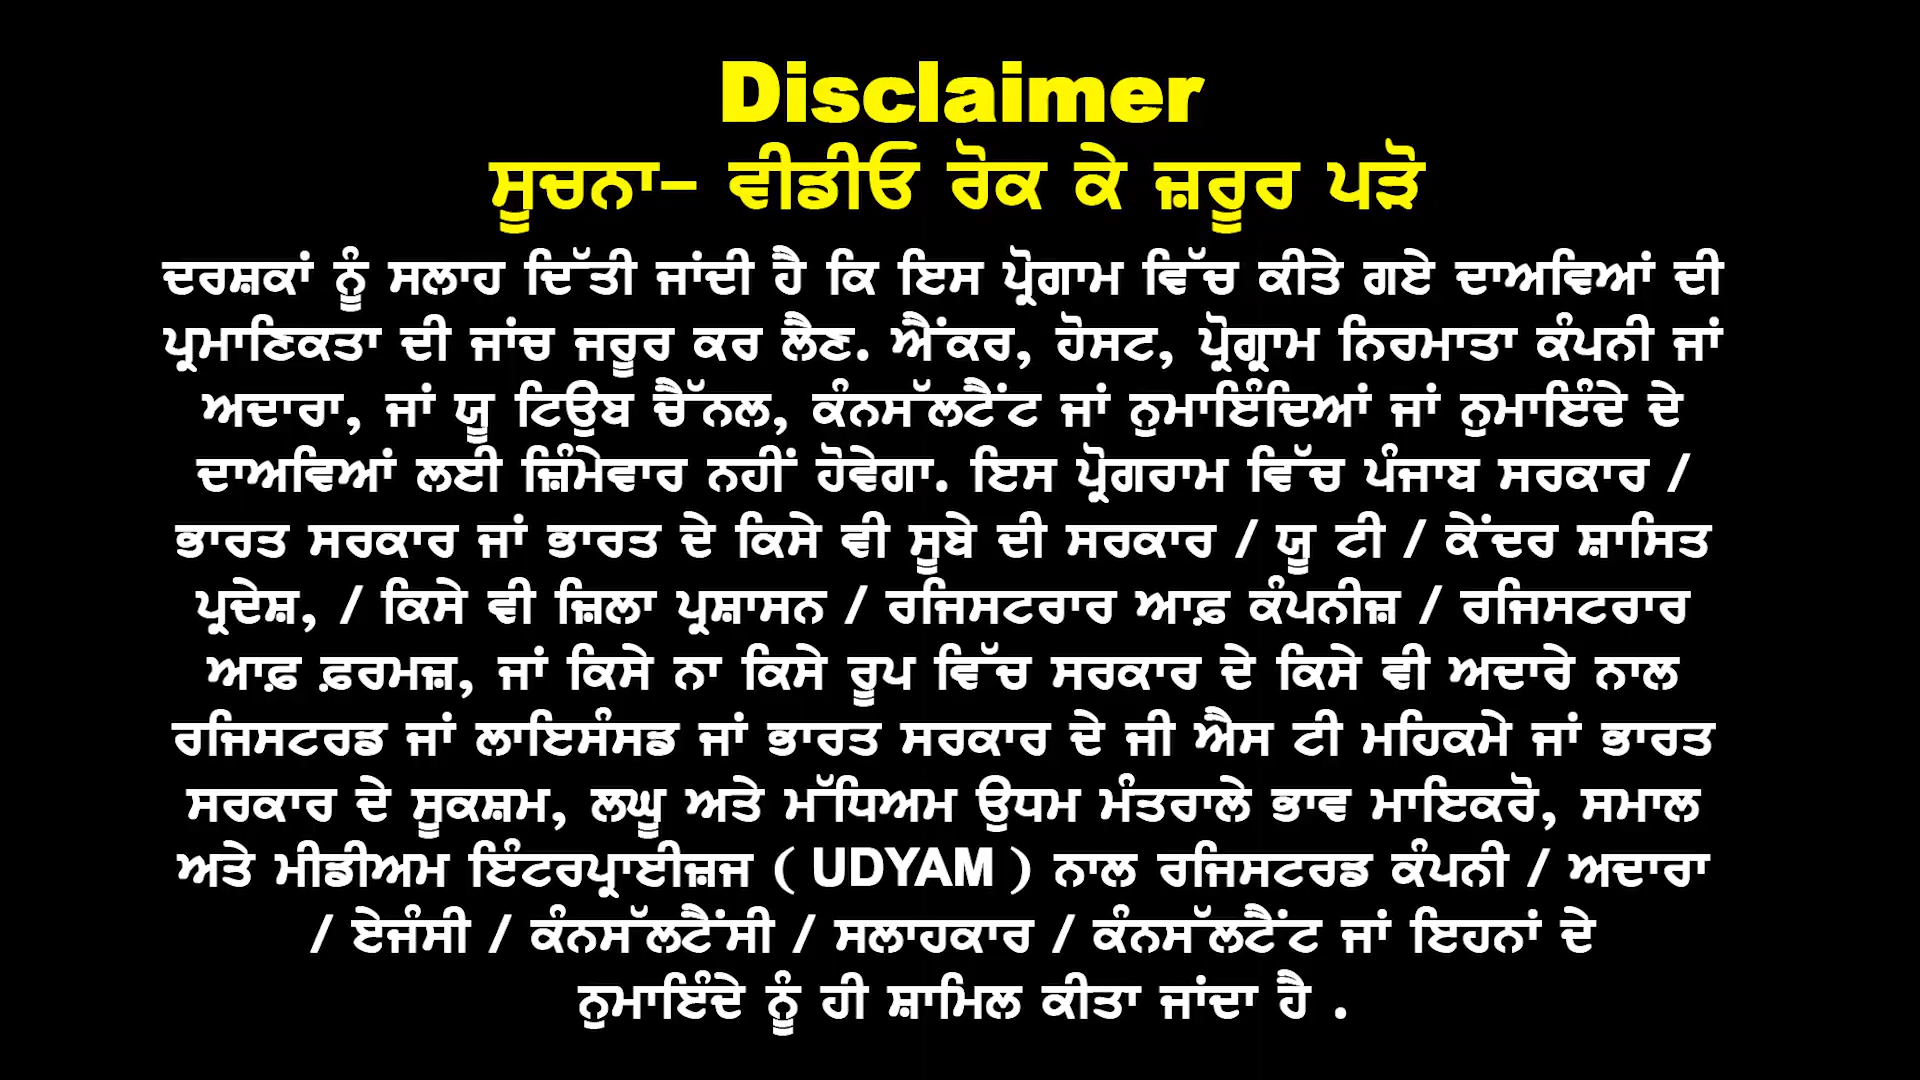 Disclaimer
ਸੂਚਨਾ- ਵੀਡੀਓ ਰੋਕ ਕੇ ਜ਼ਰੂਰ ਪੜੋ
ਦਰਸ਼ਕਾਂ ਨੂੰ ਸਲਾਹ ਦਿੱਤੀ ਜਾਂਦੀ ਹੈ ਕਿ ਇਸ ਪ੍ਰੋਗਾਮ ਵਿੱਚ ਕੀਤੇ ਗਏ ਦਾਅਵਿਆਂ ਦੀ
ਪ੍ਰਮਾਣਿਕਤਾ ਦੀ ਜਾਂਚ ਜਰੂਰ ਕਰ ਲੈਣ. ਐਂਕਰ, ਹੋਸਟ, ਪ੍ਰੋਗ੍ਰਾਮ ਨਿਰਮਾਤਾ ਕੰਪਨੀ ਜਾਂ
ਅਦਾਰਾ, ਜਾਂ ਯੂ ਟਿਉਬ ਚੈੱਨਲ, ਕੰਨਸੱਲਟੈਂਟ ਜਾਂ ਨੁਮਾਇੰਦਿਆਂ ਜਾਂ ਨੁਮਾਇੰਦੇ ਦੇ
ਦਾਅਵਿਆਂ ਲਈ ਜ਼ਿੰਮੇਵਾਰ ਨਹੀਂ ਹੋਵੇਗਾ. ਇਸ ਪ੍ਰੋਗਰਾਮ ਵਿੱਚ ਪੰਜਾਬ ਸਰਕਾਰ /
ਭਾਰਤ ਸਰਕਾਰ ਜਾਂ ਭਾਰਤ ਦੇ ਕਿਸੇ ਵੀ ਸੂਬੇ ਦੀ ਸਰਕਾਰ / ਯੂ ਟੀ / ਕੇਂਦਰ ਸ਼ਾਸਿਤ
ਪ੍ਰਦੇਸ਼, / ਕਿਸੇ ਵੀ ਜ਼ਿਲਾ ਪ੍ਰਸ਼ਾਸਨ / ਰਜਿਸਟਰਾਰ ਆਫ਼ ਕੰਪਨੀਜ਼ / ਰਜਿਸਟਰਾਰ
ਆਫ਼ ਫ਼ਰਮਜ਼, ਜਾਂ ਕਿਸੇ ਨਾ ਕਿਸੇ ਰੂਪ ਵਿੱਚ ਸਰਕਾਰ ਦੇ ਕਿਸੇ ਵੀ ਅਦਾਰੇ ਨਾਲ
ਰਜਿਸਟਰਡ ਜਾਂ ਲਾਇਸੰਸਡ ਜਾਂ ਭਾਰਤ ਸਰਕਾਰ ਦੇ ਜੀ ਐਸ ਟੀ ਮਹਿਕਮੇ ਜਾਂ ਭਾਰਤ
ਸਰਕਾਰ ਦੇ ਸੂਕਸ਼ਮ, ਲਘੂ ਅਤੇ ਮੱਧਿਅਮ ਉਧਮ ਮੰਤਰਾਲੇ ਭਾਵ ਮਾਇਕਰੋ, ਸਮਾਲ
ਅਤੇ ਮੀਡੀਅਮ ਇੰਟਰਪ੍ਰਾਈਜ਼ਜ ( UDYAM ) ਨਾਲ ਰਜਿਸਟਰਡ ਕੰਪਨੀ / ਅਦਾਰਾ
/ ਏਜੰਸੀ / ਕੰਨਸੱਲਟੈਂਸੀ / ਸਲਾਹਕਾਰ / ਕੰਨਸੱਲਟੈਂਟ ਜਾਂ ਇਹਨਾਂ ਦੇ
ਨੁਮਾਇੰਦੇ ਨੂੰ ਹੀ ਸ਼ਾਮਿਲ ਕੀਤਾ ਜਾਂਦਾ ਹੈ .